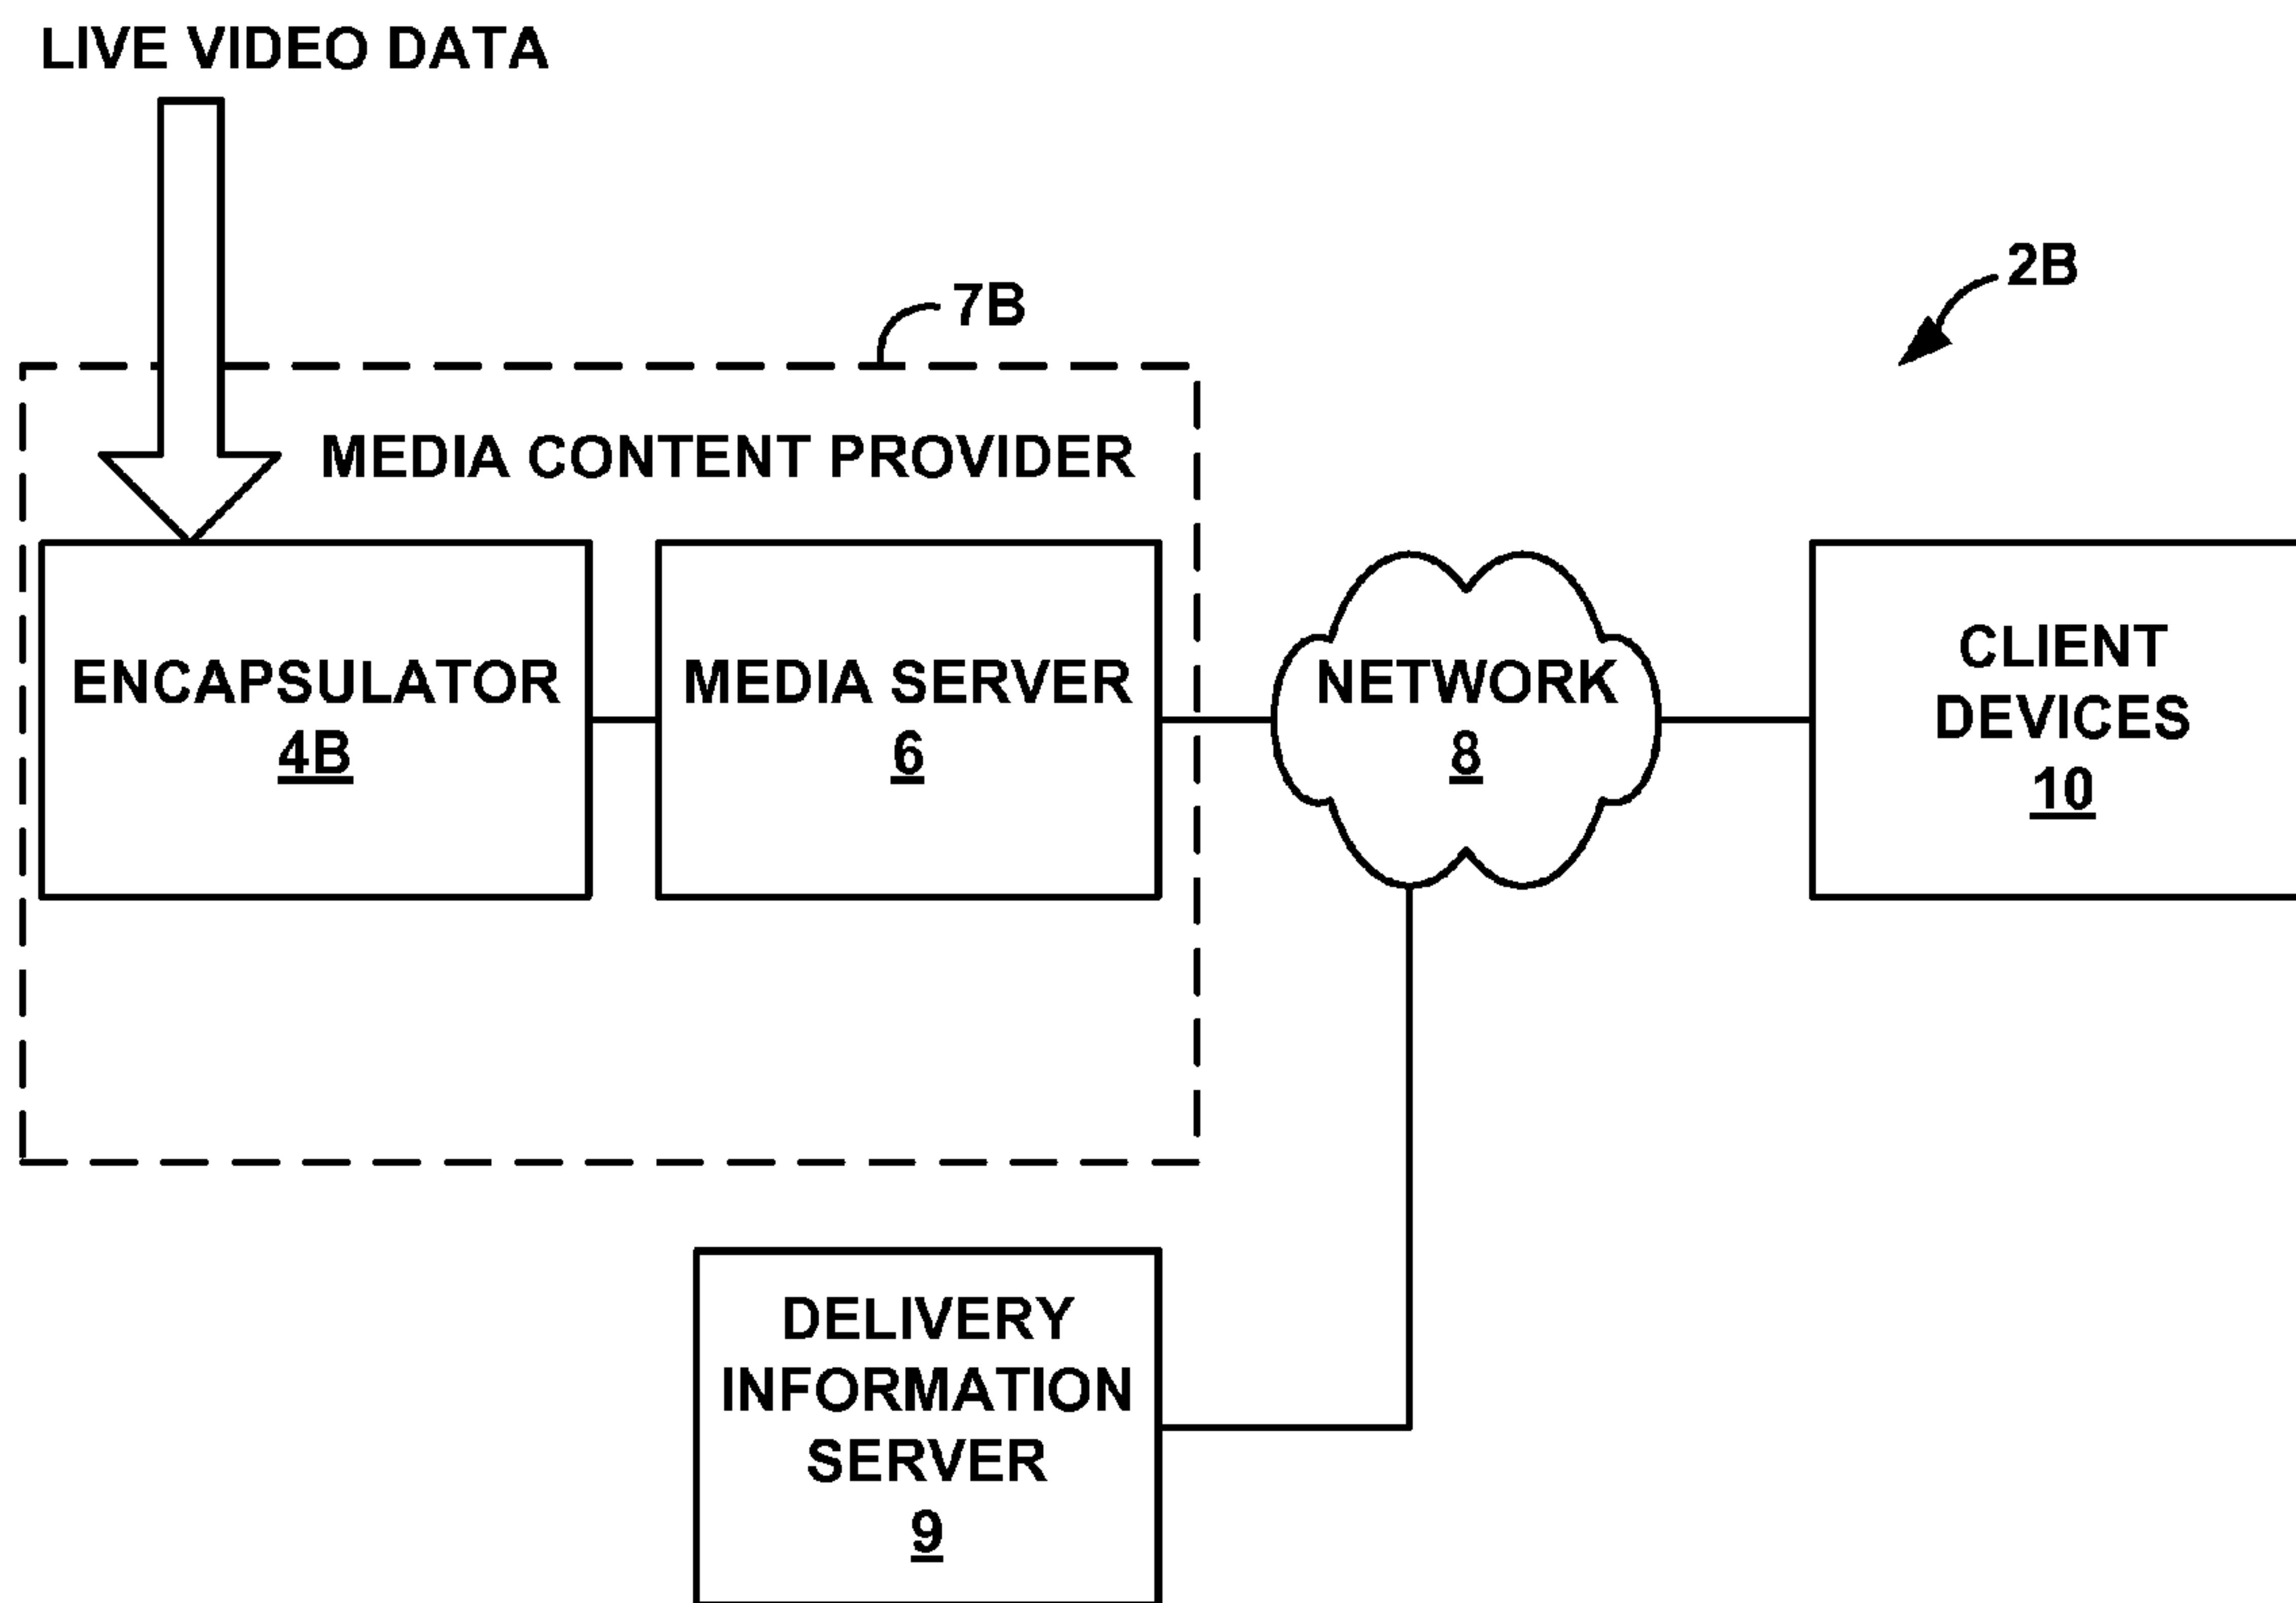 LIVE VIDEO DATA
2B
7B
MEDIA CONTENT PROVIDER
ENCAPSULATOR
4B
MEDIA SERVER
6
NETWORK
8
CLIENT
DEVICES
10
DELIVERY
INFORMATION
SERVER
9